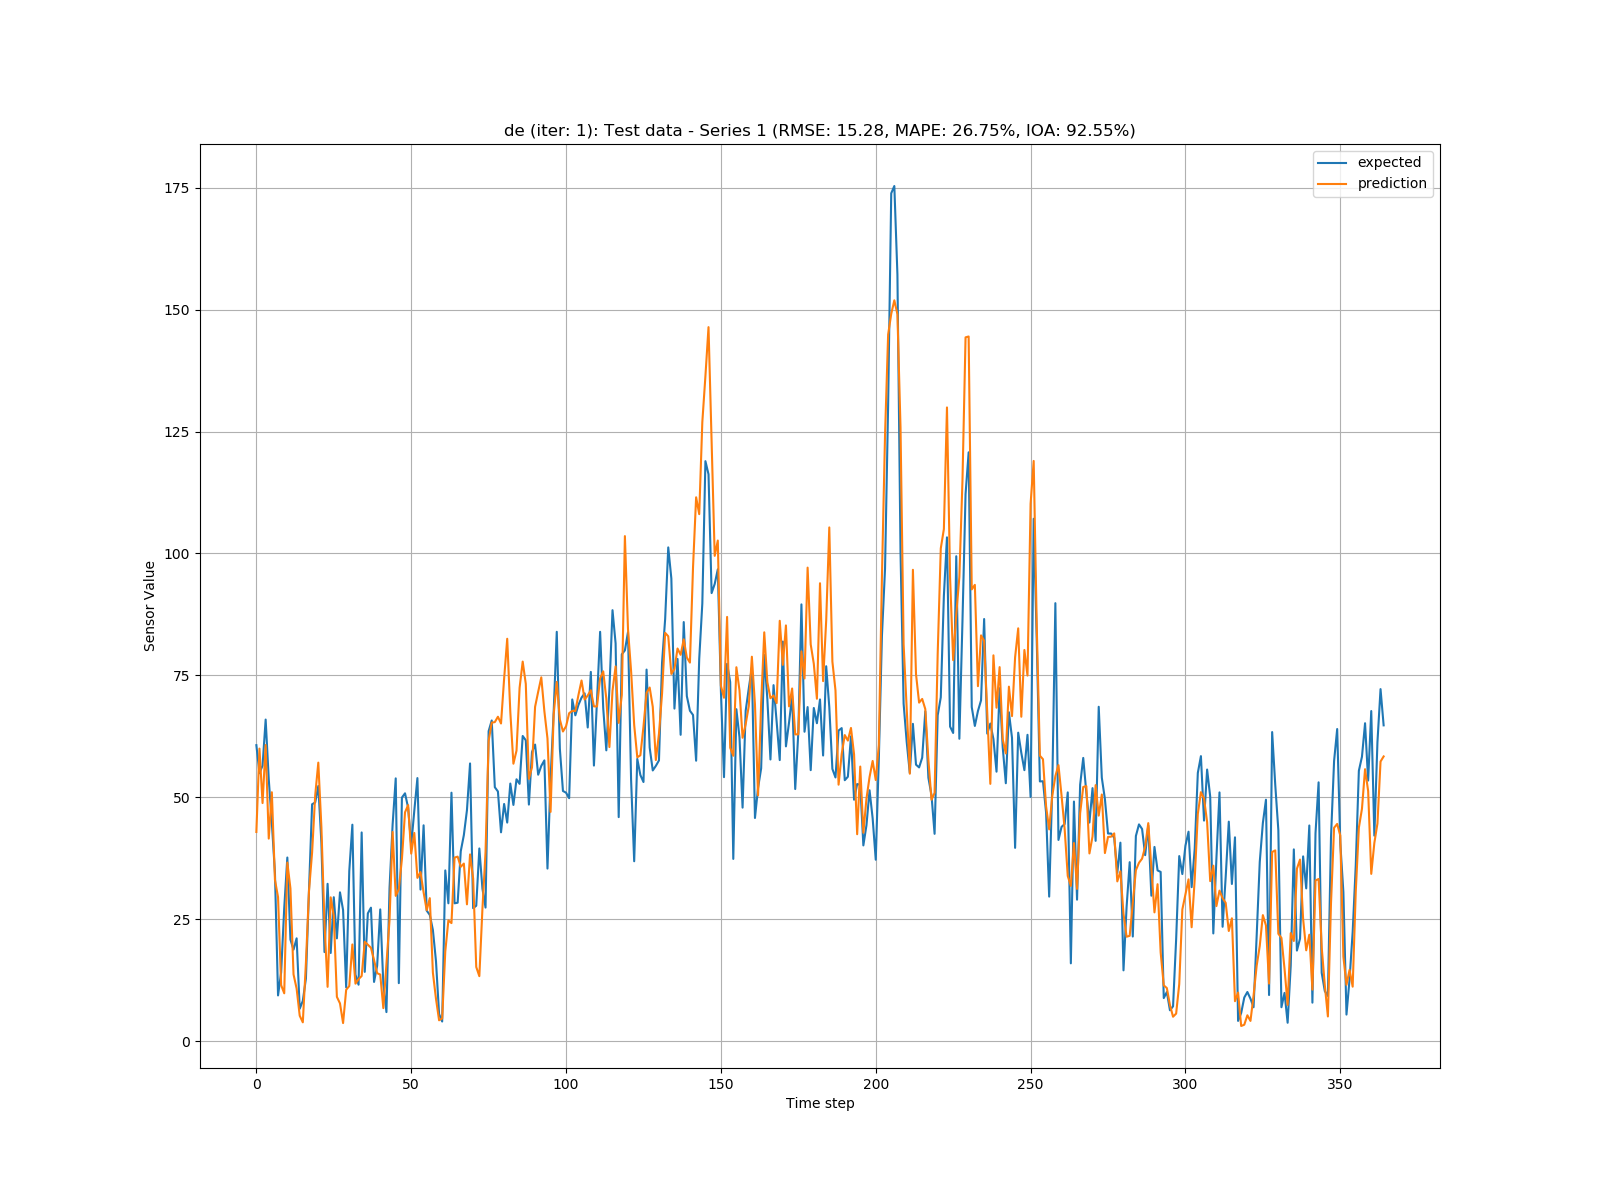 de (iter: 1): Test data - Series 1 (RMSE: 15.28, MAPE: 26.75%, IOA: 92.55%)
expected
prediction
175
150
125
100
75
50
25
0
Sensor Value
0 50 100 150 200 250 300 350
Time step